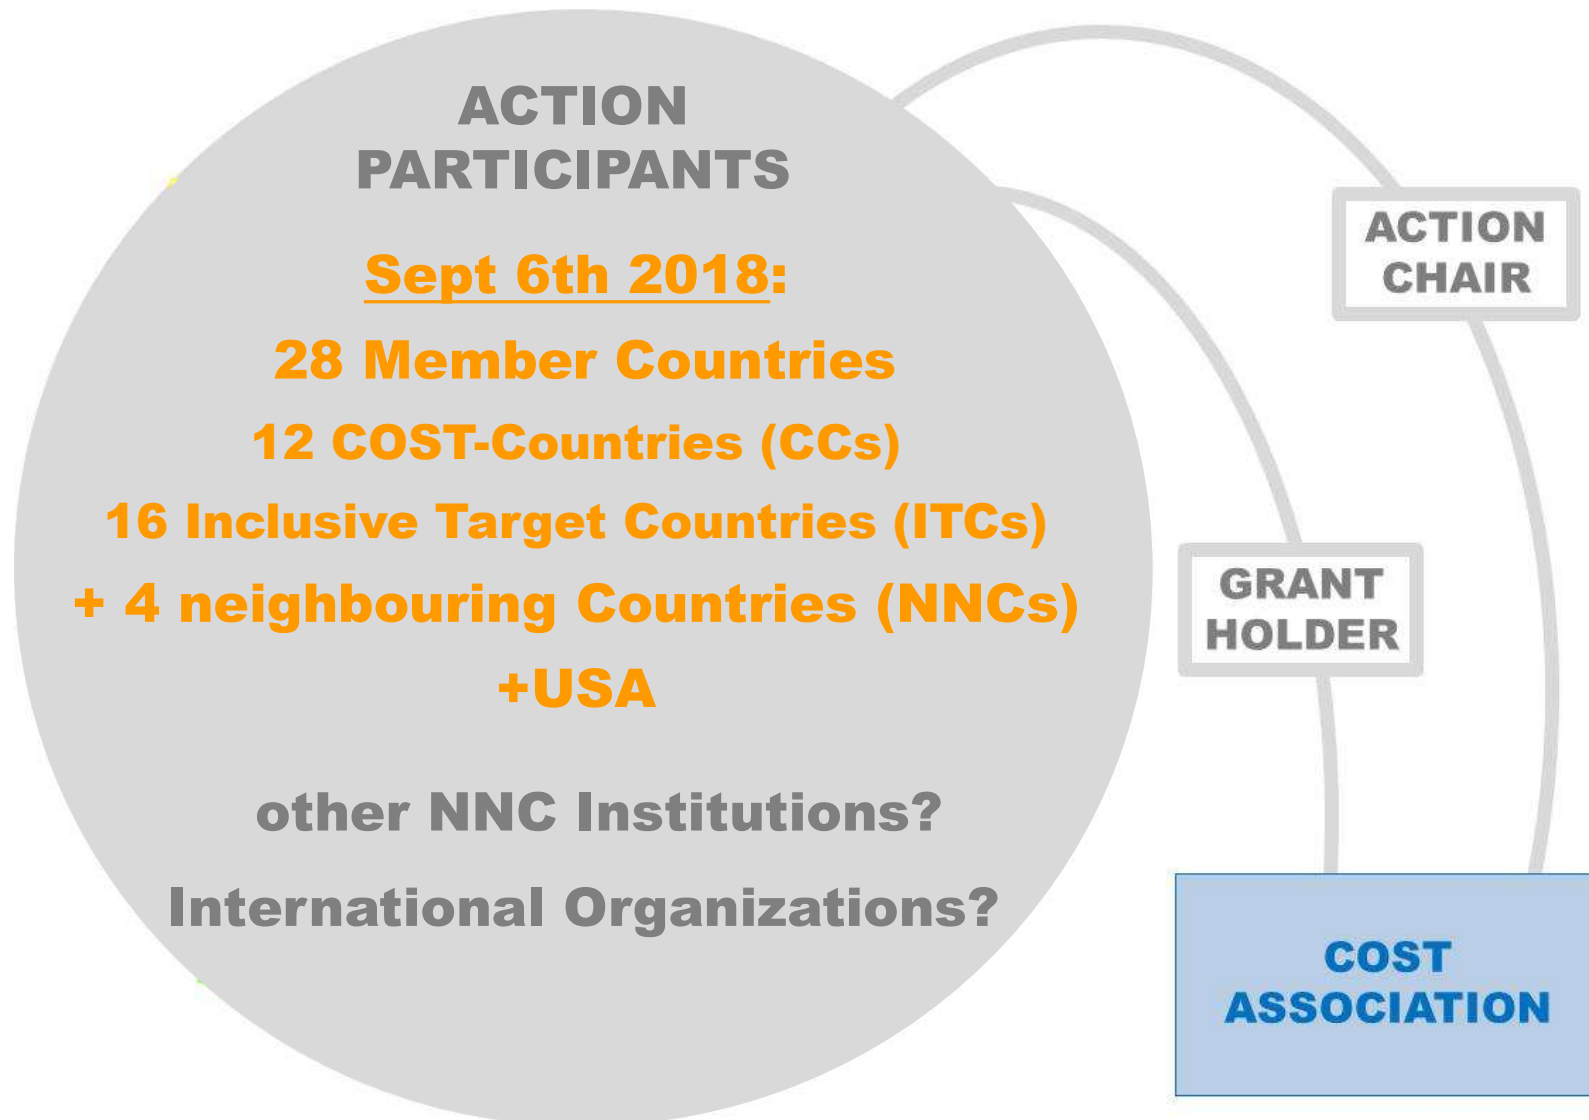 ACTION
PARTICIPANTS
Sept 6th 2018:
28 Member Countries
12 COST-Countries (CCs)
16 Inclusive Target Countries (ITCs)
+ 4 neighbouring Countries (NNCs)
+USA
other NNC Institutions?
International Organizations?
ACTION
CHAIR
GRANT
HOLDER
COST
ASSOCIATION